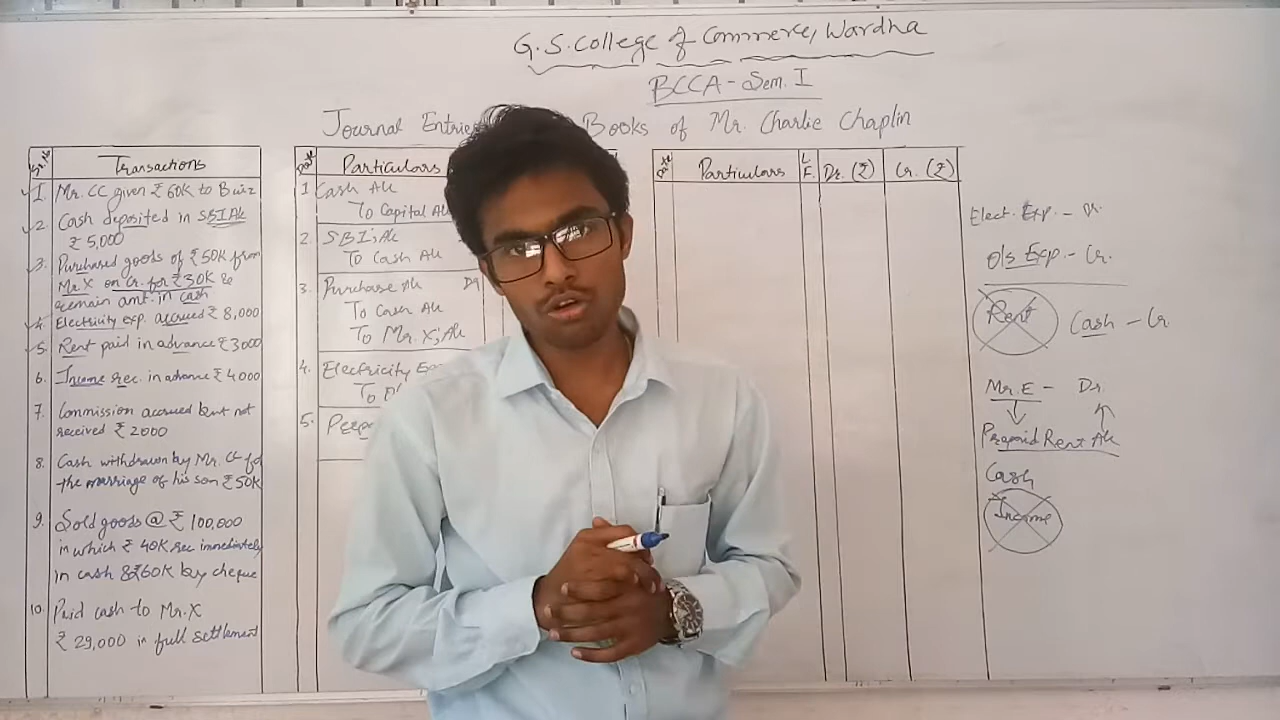 G.S. College of Commerce, Wardha
BCCA - Sem. I
Journal Entrie Books of Mr. Charlie Chaplin
Sr. No
Transactions
1. Mr. CC given ₹ 60K to Buiz
2. Cash deposited in SBI A/c
₹ 5,000
3. Purchased goods of ₹ 50K from
Mr. X on cr. for ₹ 30K &
remain amt. in cash
4. Electricity exp. accrued ₹ 8,000
5. Rent paid in advance ₹ 3000
6. Income rec. in advance ₹ 4000
7. Commission accrued but not
received ₹ 2000
8. Cash withdrawn by Mr. CC for
the marriage of his son ₹ 50K
9. Sold goods @ ₹ 100,000
in which ₹ 40K rec immediately
in cash & ₹ 60K by cheque
10. Paid cash to Mr. X
₹ 29,000 in full settlement
Date
Particulars
1 Cash A/c
To Capital A/c
2. SBI's A/c
To Cash A/c
3. Purchase A/c
To Cash A/c
To Mr. X's A/c
4. Electricity
To O/
5.
Date
Particulars
L.F.
Dr. (₹)
Cr. (₹)
Elect. Exp. - Dr.
O/s Exp. - Cr.
Rent
Cash - Cr.
Mr. E - Dr.
Prepaid Rent A/c
Cash
Income